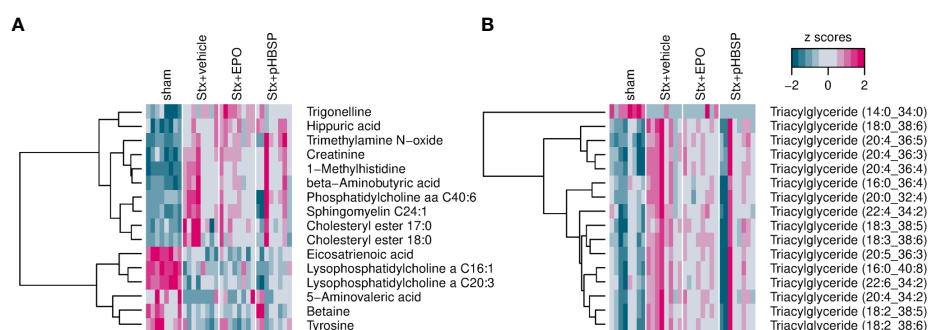 A
B
sham
Stx+vehicle
Stx+EPO
Stx+pHBSP
sham
Stx+vehicle
Stx+EPO
Stx+pHBSP
z scores
−2 0 2
Trigonelline
Hippuric acid
Trimethylamine N−oxide
Creatinine
1−Methylhistidine
beta−Aminobutyric acid
Phosphatidylcholine aa C40:6
Sphingomyelin C24:1
Cholesteryl ester 17:0
Cholesteryl ester 18:0
Eicosatrienoic acid
Lysophosphatidylcholine a C16:1
Lysophosphatidylcholine a C20:3
5−Aminovaleric acid
Betaine
Tyrosine
Triacylglyceride (14:0_34:0)
Triacylglyceride (18:0_38:6)
Triacylglyceride (20:4_36:5)
Triacylglyceride (20:4_36:3)
Triacylglyceride (20:4_36:4)
Triacylglyceride (16:0_36:4)
Triacylglyceride (20:0_32:4)
Triacylglyceride (22:4_34:2)
Triacylglyceride (18:3_38:5)
Triacylglyceride (18:3_38:6)
Triacylglyceride (20:5_36:3)
Triacylglyceride (16:0_40:8)
Triacylglyceride (22:6_34:2)
Triacylglyceride (20:4_34:2)
Triacylglyceride (18:2_38:5)
Triacylglyceride (18:2_38:6)